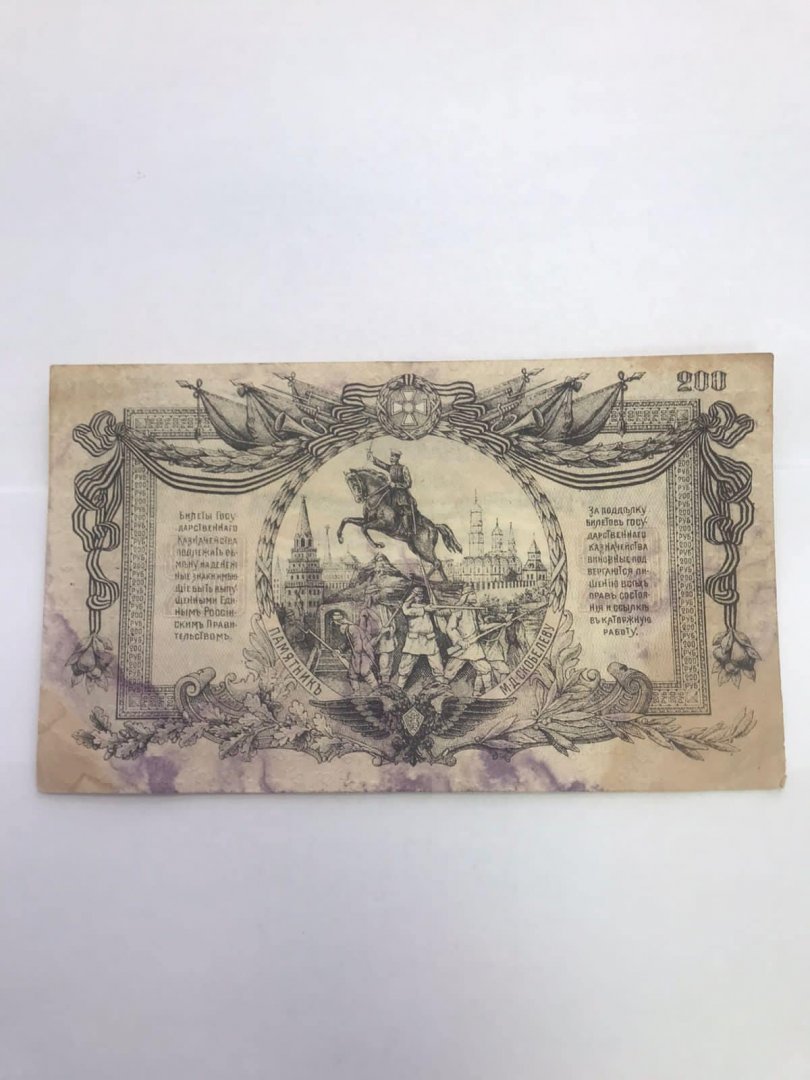 200
БИЛЕТЫ ГОСУ-
ДАРСТВЕННАГО
КАЗНАЧЕЙСТВА
ПОДЛЕЖАТЪ ОБ-
МѢНУ НА ДЕНЕЖ-
НЫЕ ЗНАКИ ИМѢЮ-
ЩІЕ БЫТЬ ВЫПУ-
ЩЕННЫМИ ЕДИ-
НЫМЪ РОССІЙ-
СКИМЪ ПРАВИ-
ТЕЛЬСТВОМЪ.
ЗА ПОДДѢЛКУ
БИЛЕТОВЪ ГОСУ-
ДАРСТВЕННАГО
КАЗНАЧЕЙСТВА
ВИНОВНЫЕ ПОД-
ВЕРГАЮТСЯ ЛИ-
ШЕНІЮ ВСѢХЪ
ПРАВЪ СОСТОЯ-
НІЯ И ССЫЛКѢ
ВЪ КАТОРЖНУЮ
РАБОТУ.
ПАМЯТНИКЪ
М.Д. СКОБЕЛЕВУ